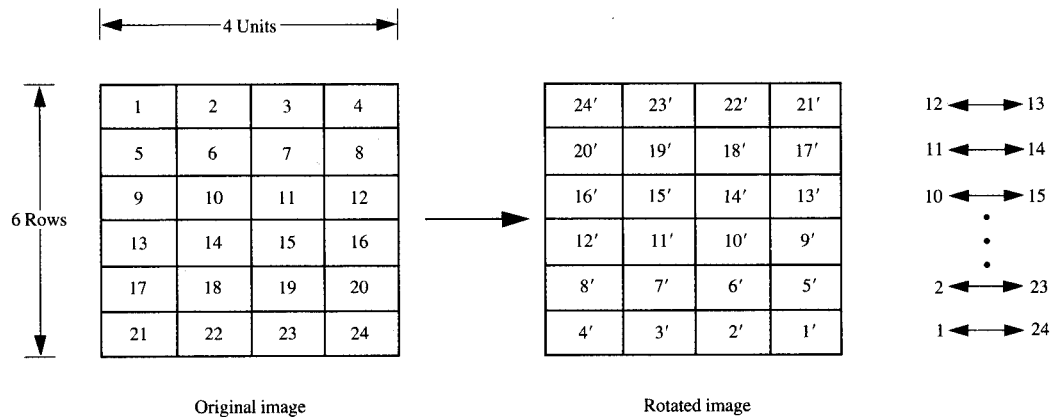 4 Units
6 Rows
1 2 3 4
5 6 7 8
9 10 11 12
13 14 15 16
17 18 19 20
21 22 23 24
Original image
24′ 23′ 22′ 21′
20′ 19′ 18′ 17′
16′ 15′ 14′ 13′
12′ 11′ 10′ 9′
8′ 7′ 6′ 5′
4′ 3′ 2′ 1′
Rotated image
12 13
11 14
10 15
2 23
1 24